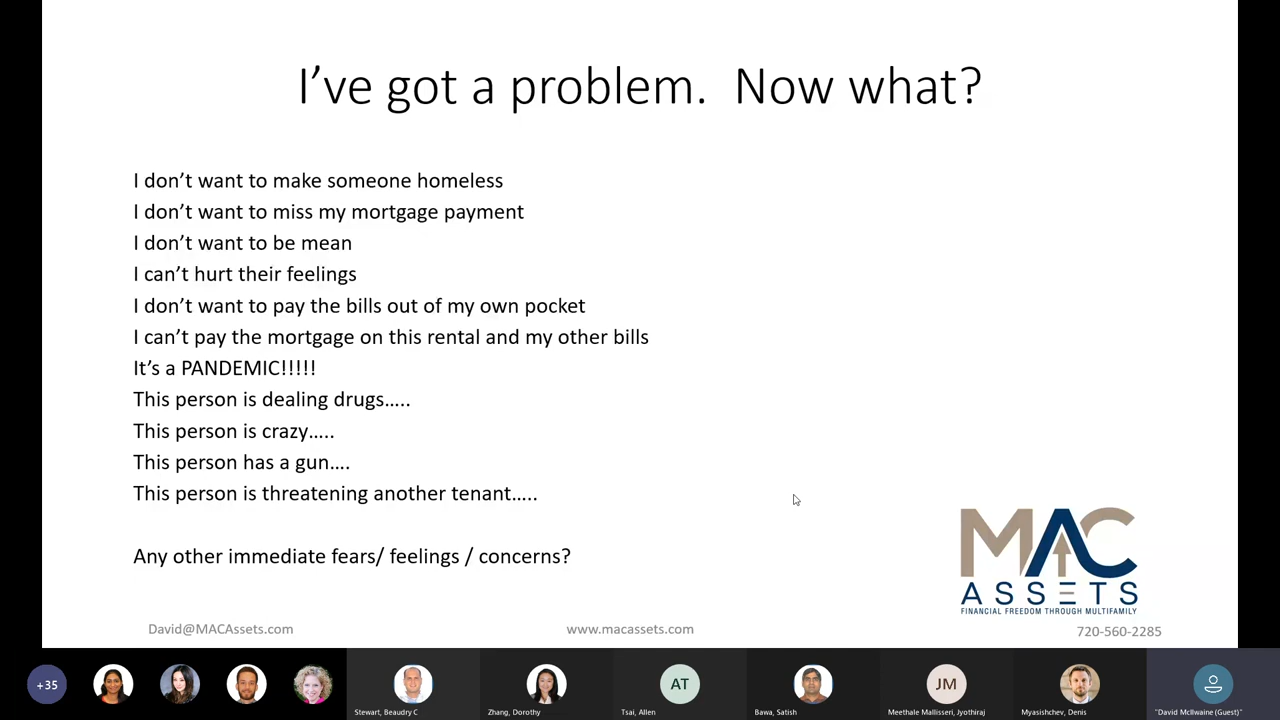 I've got a problem.  Now what?
I don't want to make someone homeless
I don't want to miss my mortgage payment
I don't want to be mean
I can't hurt their feelings
I don't want to pay the bills out of my own pocket
I can't pay the mortgage on this rental and my other bills
It's a PANDEMIC!!!!!
This person is dealing drugs…..
This person is crazy…..
This person has a gun….
This person is threatening another tenant…..
Any other immediate fears/ feelings / concerns?
MAC
ASSETS
FINANCIAL FREEDOM THROUGH MULTIFAMILY
David@MACAssets.com
www.macassets.com
720-560-2285
+35
AT
JM
Stewart, Beaudry C
Zhang, Dorothy
Tsai, Allen
Bawa, Satish
Meethale Mallisseri, Jyothiraj
Myasishchev, Denis
"David McIlwaine (Guest)"